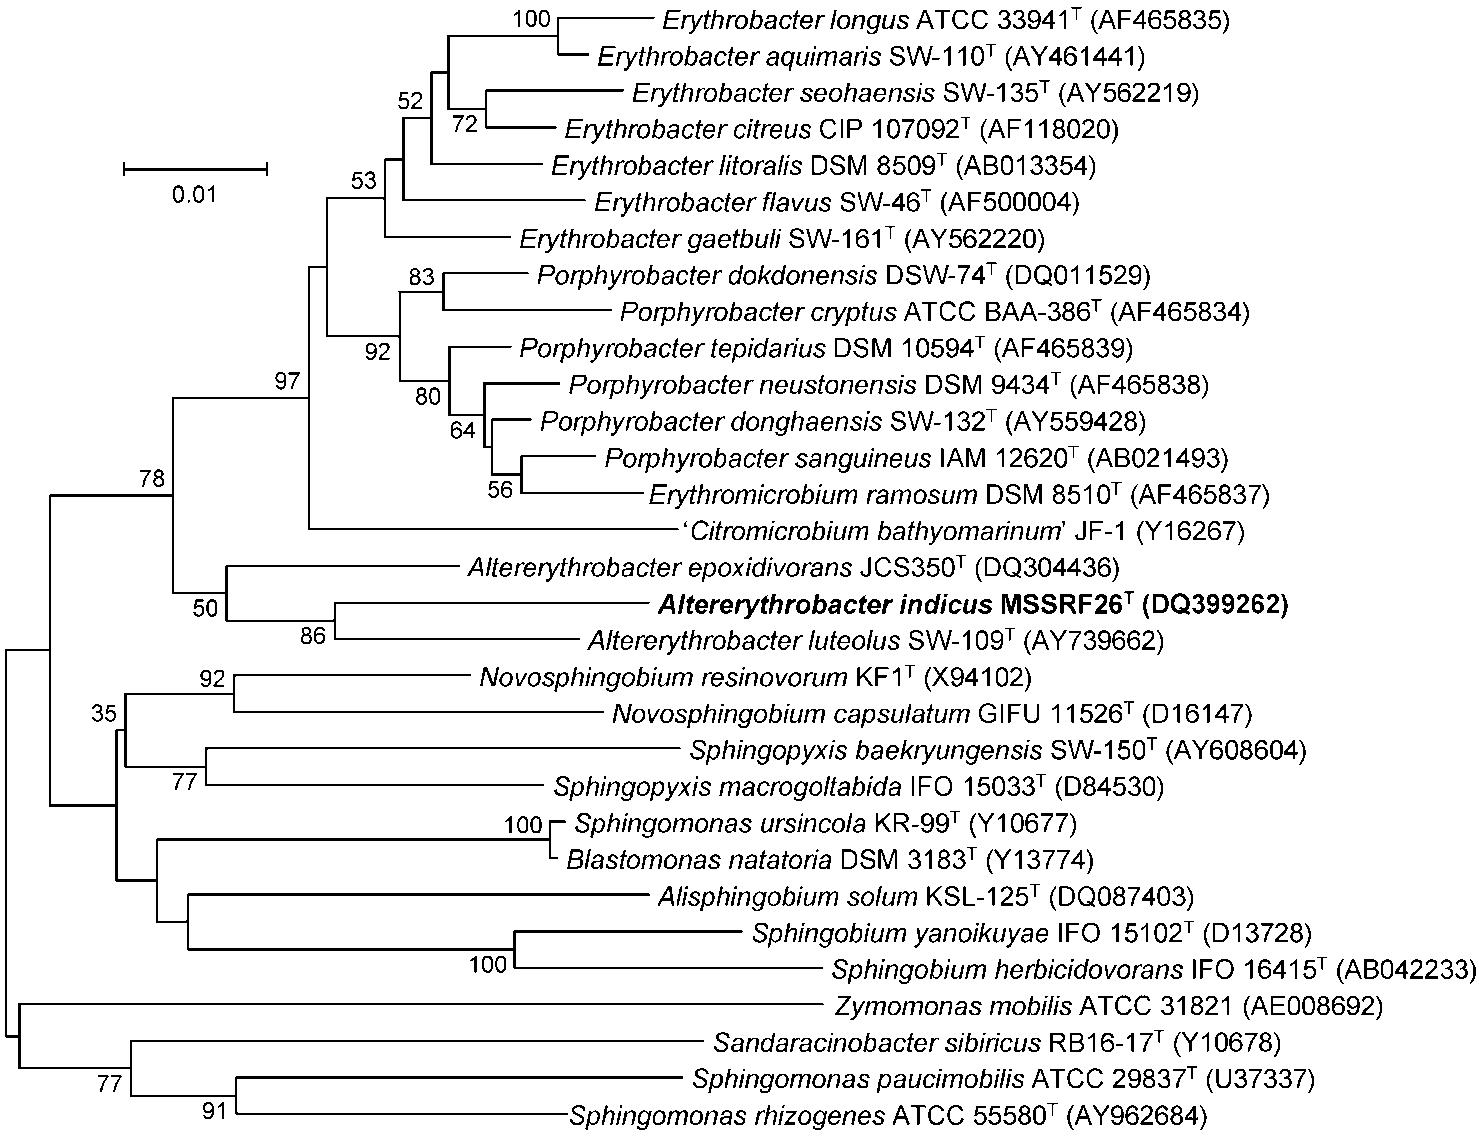 100
Erythrobacter longus ATCC 33941ᵀ (AF465835)
Erythrobacter aquimaris SW-110ᵀ (AY461441)
Erythrobacter seohaensis SW-135ᵀ (AY562219)
52
72
Erythrobacter citreus CIP 107092ᵀ (AF118020)
Erythrobacter litoralis DSM 8509ᵀ (AB013354)
0.01
53
Erythrobacter flavus SW-46ᵀ (AF500004)
Erythrobacter gaetbuli SW-161ᵀ (AY562220)
83
Porphyrobacter dokdonensis DSW-74ᵀ (DQ011529)
Porphyrobacter cryptus ATCC BAA-386ᵀ (AF465834)
92
Porphyrobacter tepidarius DSM 10594ᵀ (AF465839)
97
80
Porphyrobacter neustonensis DSM 9434ᵀ (AF465838)
64
Porphyrobacter donghaensis SW-132ᵀ (AY559428)
Porphyrobacter sanguineus IAM 12620ᵀ (AB021493)
78
56
Erythromicrobium ramosum DSM 8510ᵀ (AF465837)
‘Citromicrobium bathyomarinum’ JF-1 (Y16267)
Altererythrobacter epoxidivorans JCS350ᵀ (DQ304436)
50
Altererythrobacter indicus MSSRF26ᵀ (DQ399262)
86
Altererythrobacter luteolus SW-109ᵀ (AY739662)
92
Novosphingobium resinovorum KF1ᵀ (X94102)
35
Novosphingobium capsulatum GIFU 11526ᵀ (D16147)
Sphingopyxis baekryungensis SW-150ᵀ (AY608604)
77
Sphingopyxis macrogoltabida IFO 15033ᵀ (D84530)
100
Sphingomonas ursincola KR-99ᵀ (Y10677)
Blastomonas natatoria DSM 3183ᵀ (Y13774)
Alisphingobium solum KSL-125ᵀ (DQ087403)
Sphingobium yanoikuyae IFO 15102ᵀ (D13728)
100
Sphingobium herbicidovorans IFO 16415ᵀ (AB042233)
Zymomonas mobilis ATCC 31821 (AE008692)
Sandaracinobacter sibiricus RB16-17ᵀ (Y10678)
77
Sphingomonas paucimobilis ATCC 29837ᵀ (U37337)
91
Sphingomonas rhizogenes ATCC 55580ᵀ (AY962684)